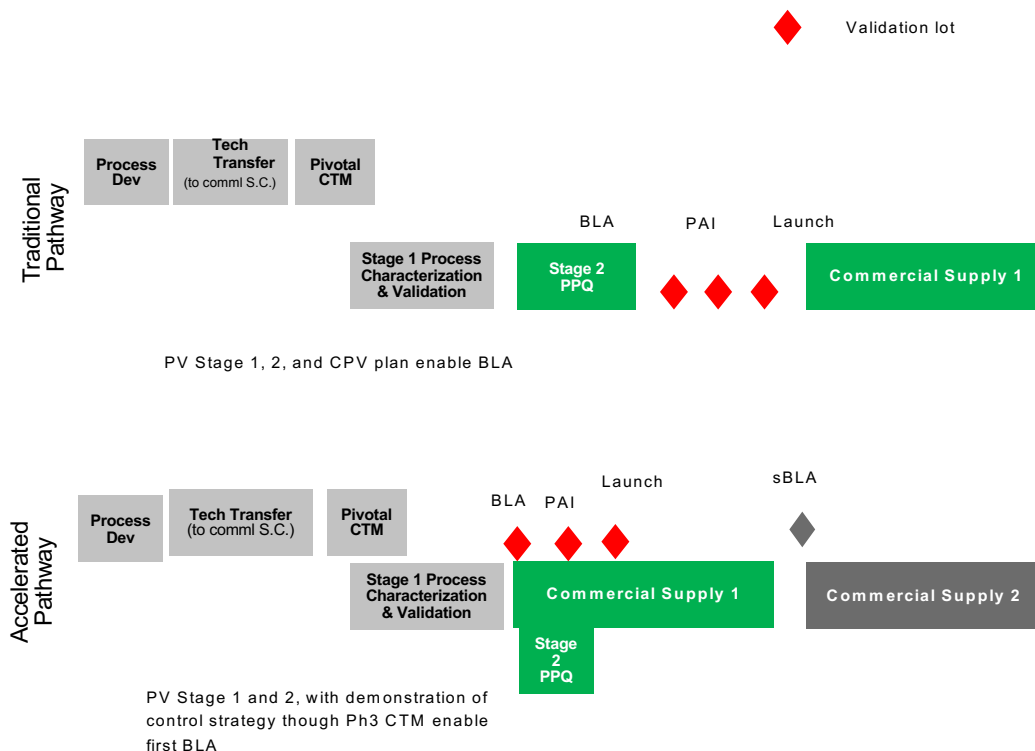 Validation lot
Traditional
Pathway
Process
Dev
Tech
Transfer
(to comml S.C.)
Pivotal
CTM
BLA
PAI
Launch
Stage 1 Process
Characterization
& Validation
Stage 2
PPQ
Commercial Supply 1
PV Stage 1, 2, and CPV plan enable BLA
Accelerated
Pathway
Process
Dev
Tech Transfer
(to comml S.C.)
Pivotal
CTM
BLA
PAI
Launch
sBLA
Stage 1 Process
Characterization
& Validation
Commercial Supply 1
Commercial Supply 2
Stage
2
PPQ
PV Stage 1 and 2, with demonstration of
control strategy though Ph3 CTM enable
first BLA